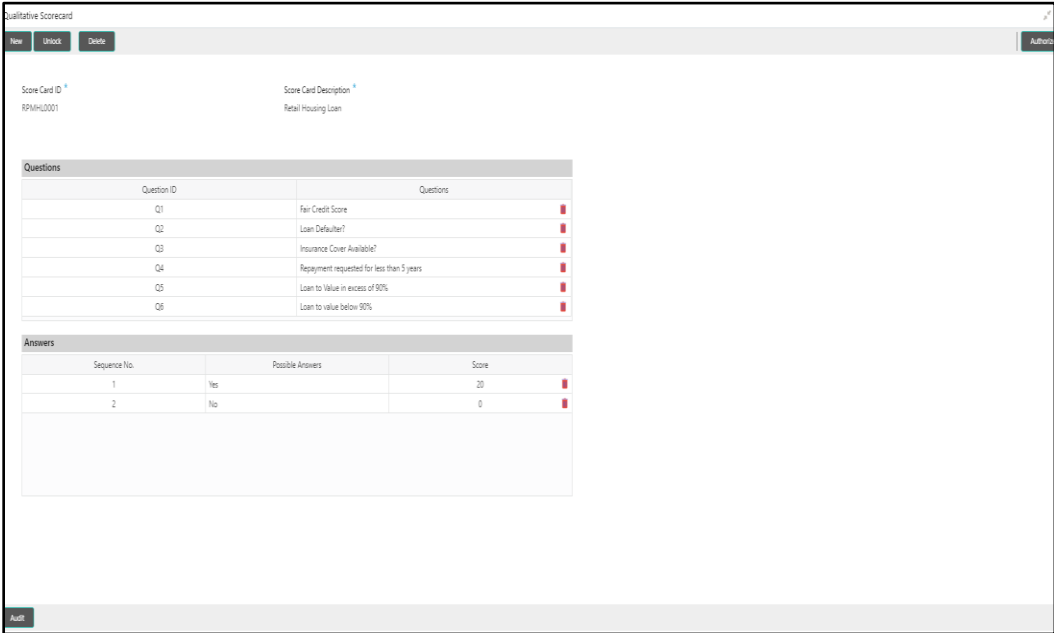 Qualitative Scorecard
New Unlock Delete Authoriz
Score Card ID * Score Card Description *
RPMHL0001 Retail Housing Loan
Questions
Question ID Questions
Q1 Fair Credit Score
Q2 Loan Defaulter?
Q3 Insurance Cover Available?
Q4 Repayment requested for less than 5 years
Q5 Loan to Value in excess of 90%
Q6 Loan to value below 90%
Answers
Sequence No. Possible Answers Score
1 Yes 20
2 No 0
Audit